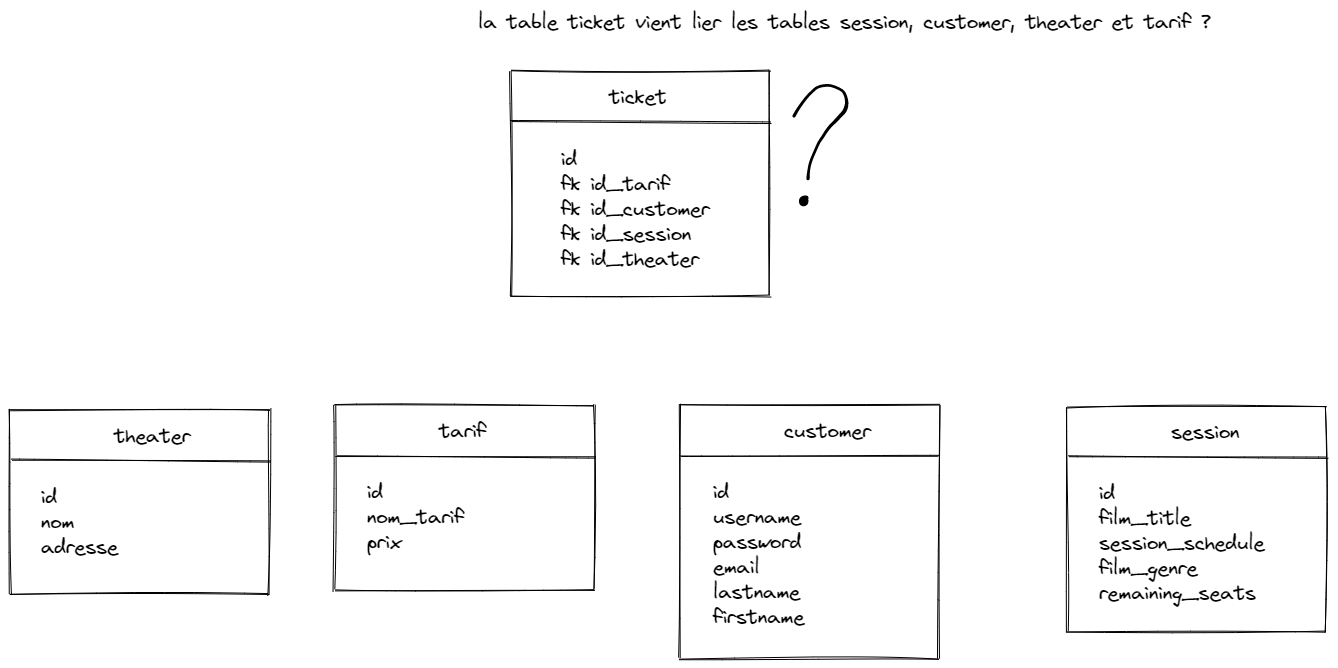 la table ticket vient lier les tables session, customer, theater et tarif ?
ticket
?
id
fk id_tarif
fk id_customer
fk id_session
fk id_theater
theater
id
nom
adresse
tarif
id
nom_tarif
prix
customer
id
username
password
email
lastname
firstname
session
id
film_title
session_schedule
film_genre
remaining_seats